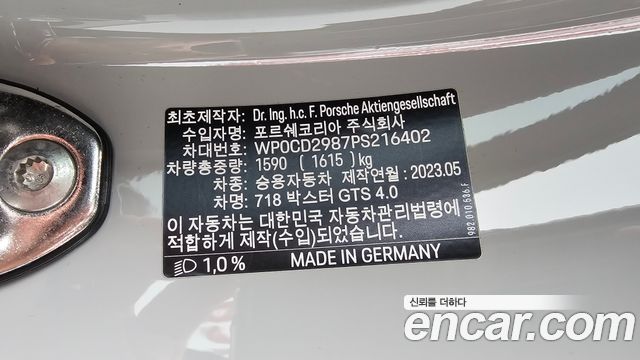 최초제작자: Dr. Ing. h.c. F. Porsche Aktiengesellschaft
수입자명: 포르쉐코리아 주식회사
차대번호: WP0CD2987PS216402
차량총중량: 1590 ( 1615 ) kg
차종: 승용자동차 제작연월: 2023.05
차명: 718 박스터 GTS 4.0
이 자동차는 대한민국 자동차관리법령에
적합하게 제작(수입)되었습니다.
1,0 % MADE IN GERMANY
982.010.536.F
신뢰를 더하다
encar.com